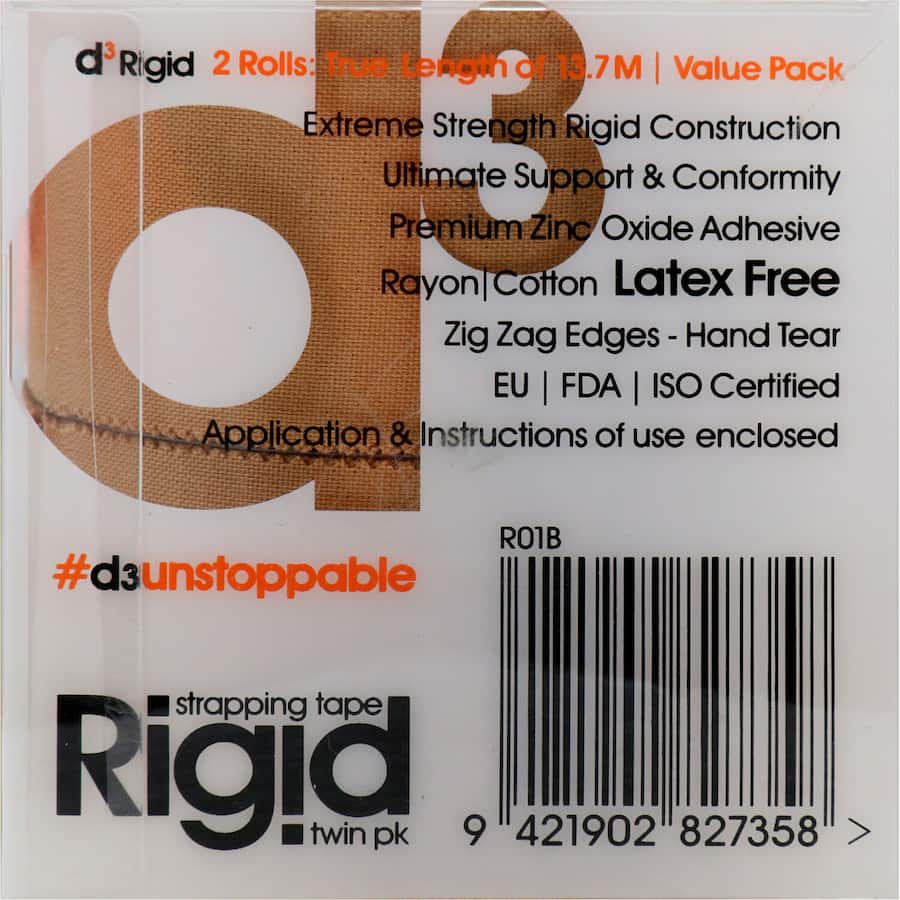 d3
d³ Rigid 2 Rolls: True Length of 13.7M | Value Pack
Extreme Strength Rigid Construction
Ultimate Support & Conformity
Premium Zinc Oxide Adhesive
Rayon|Cotton Latex Free
Zig Zag Edges - Hand Tear
EU | FDA | ISO Certified
Application & Instructions of use enclosed
#d3unstoppable
R01B
strapping tape
Rigid
twin pk
9 421902 827358 >